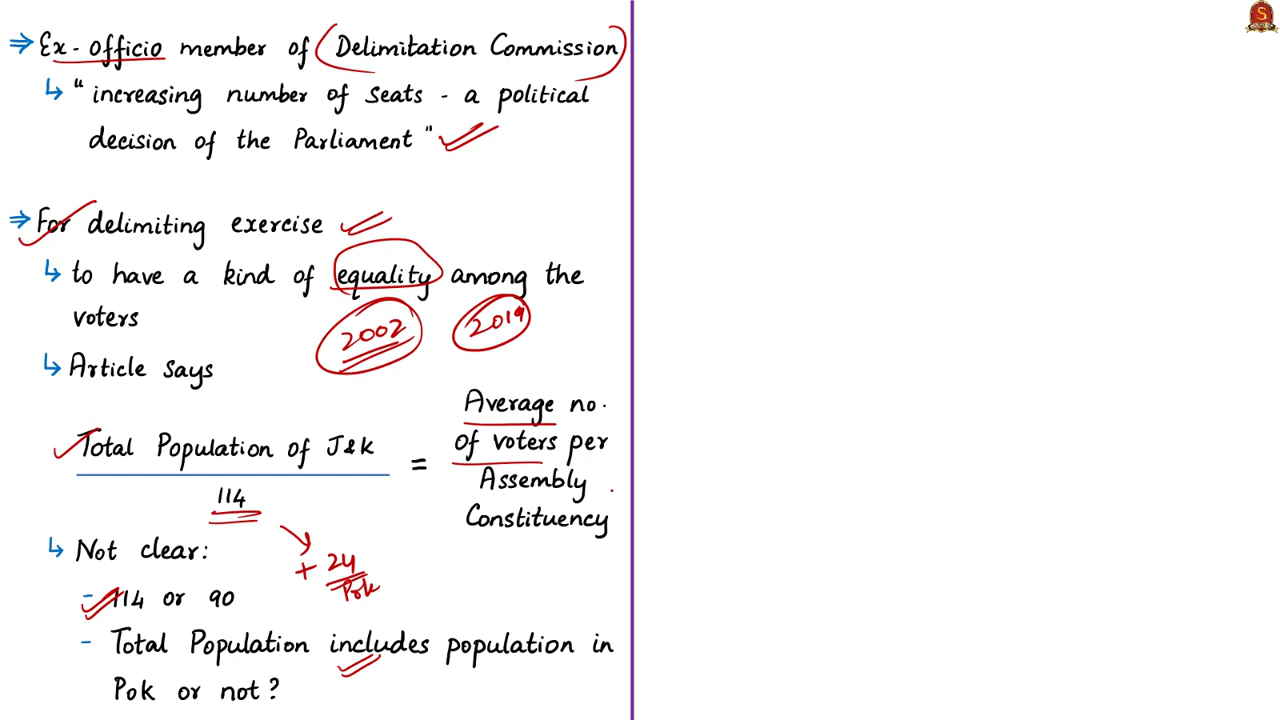 ⇒ Ex-officio member of (Delimitation Commission)
↳ "increasing number of seats - a political
decision of the Parliament"
⇒ For delimiting exercise
↳ to have a kind of equality among the
voters
2002 2019
↳ Article says
Average no.
Total Population of J&K
114
=
of voters per
Assembly
Constituency
↳ Not clear:
+ 24
Pok
- 114 or 90
- Total Population includes population in
Pok or not?
S